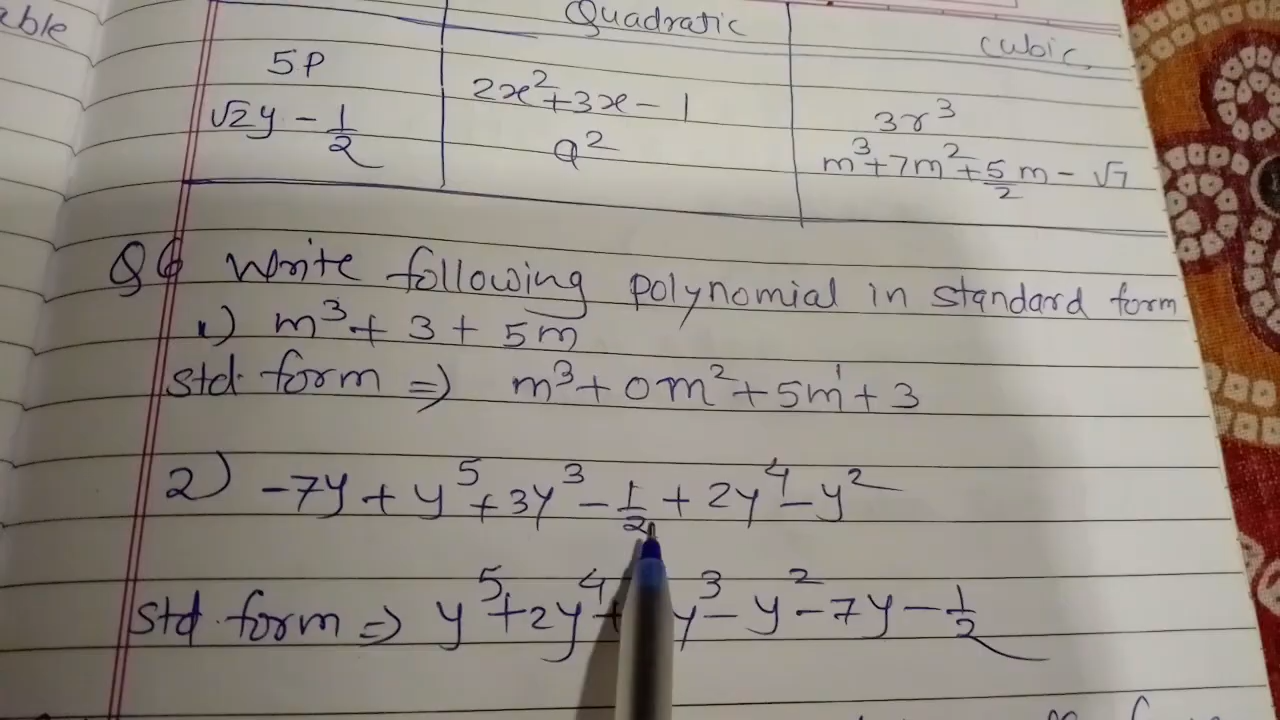 able
Quadratic cubic.
5P 2x²+3x-1 3r³
√2y - 1/2 Q² m³+7m²+5/2 m-√7
Q6 Write following polynomial in standard form
1) m³ + 3 + 5m
std. form ⇒ m³ + 0m² + 5m¹ + 3
2) -7y + y⁵ + 3y³ - 1/2 + 2y⁴ - y²
std. form ⇒ y⁵ + 2y⁴ + y³ - y² - 7y - 1/2